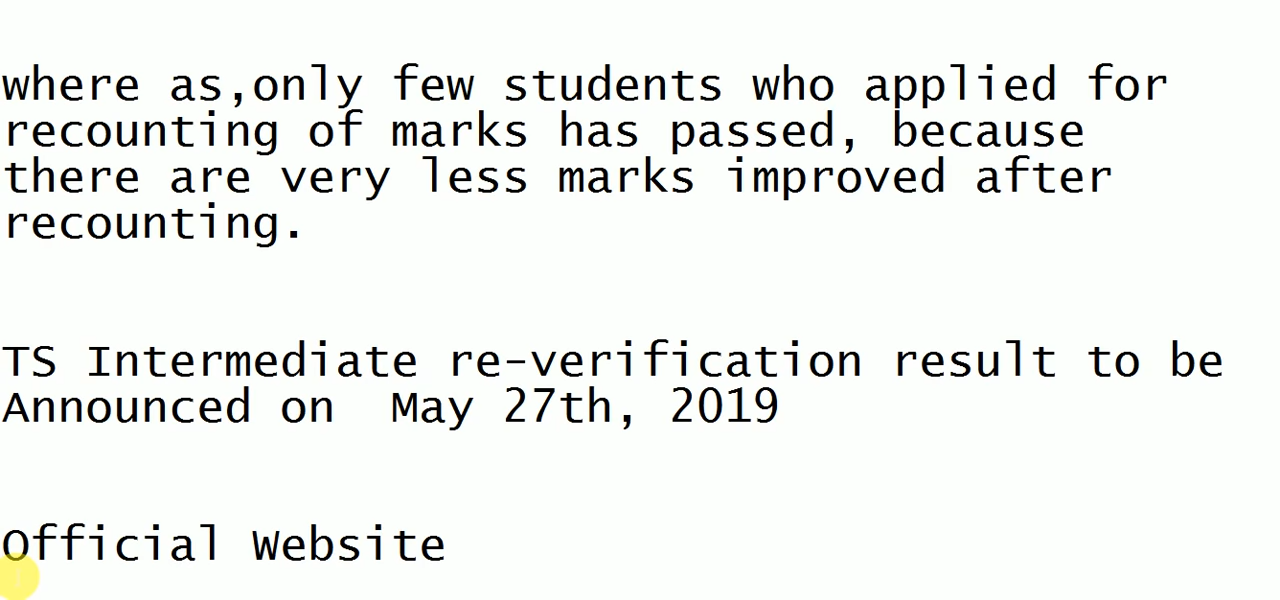 where as,only few students who applied for
recounting of marks has passed, because
there are very less marks improved after
recounting.
TS Intermediate re-verification result to be
Announced on  May 27th, 2019
Official Website